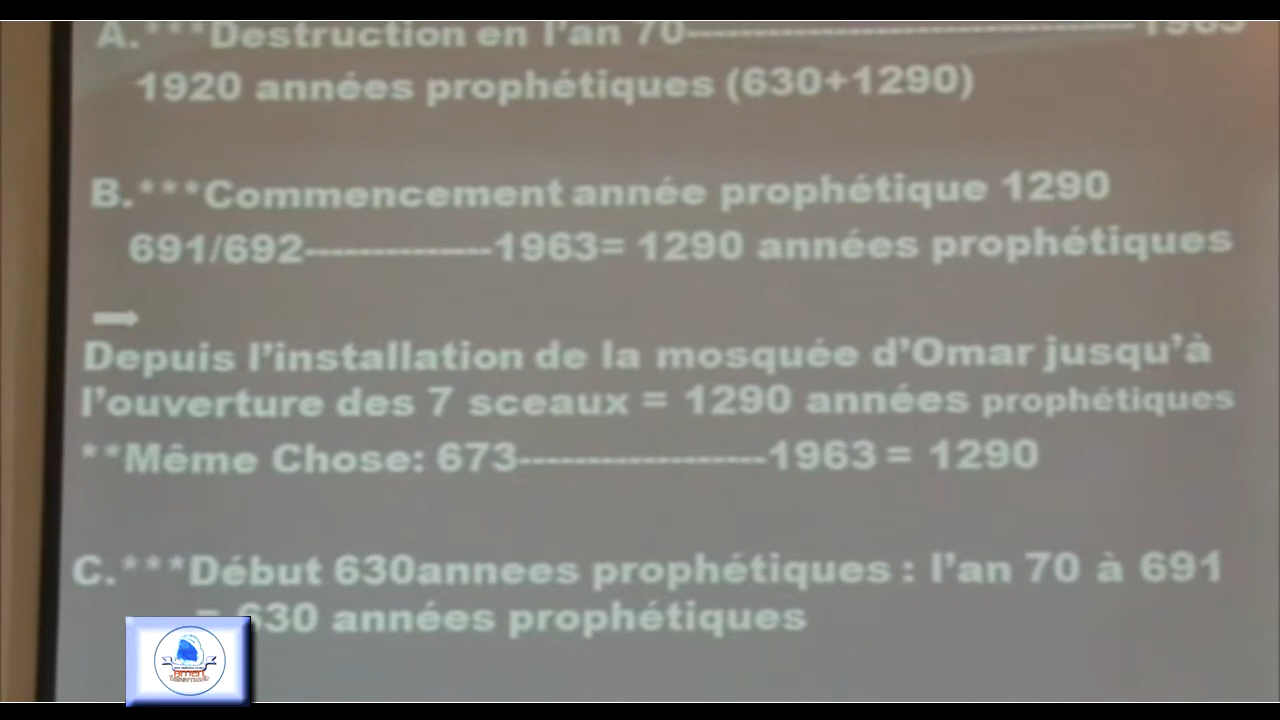 A.***Destruction en l'an 70--------------------------------1963
1920 années prophétiques (630+1290)
B.***Commencement année prophétique 1290
691/692--------------1963= 1290 années prophétiques
Depuis l'installation de la mosquée d'Omar jusqu'à
l'ouverture des 7 sceaux = 1290 années prophétiques
**Même Chose: 673------------------1963 = 1290
C.***Début 630annees prophétiques : l'an 70 à 691
= 630 années prophétiques